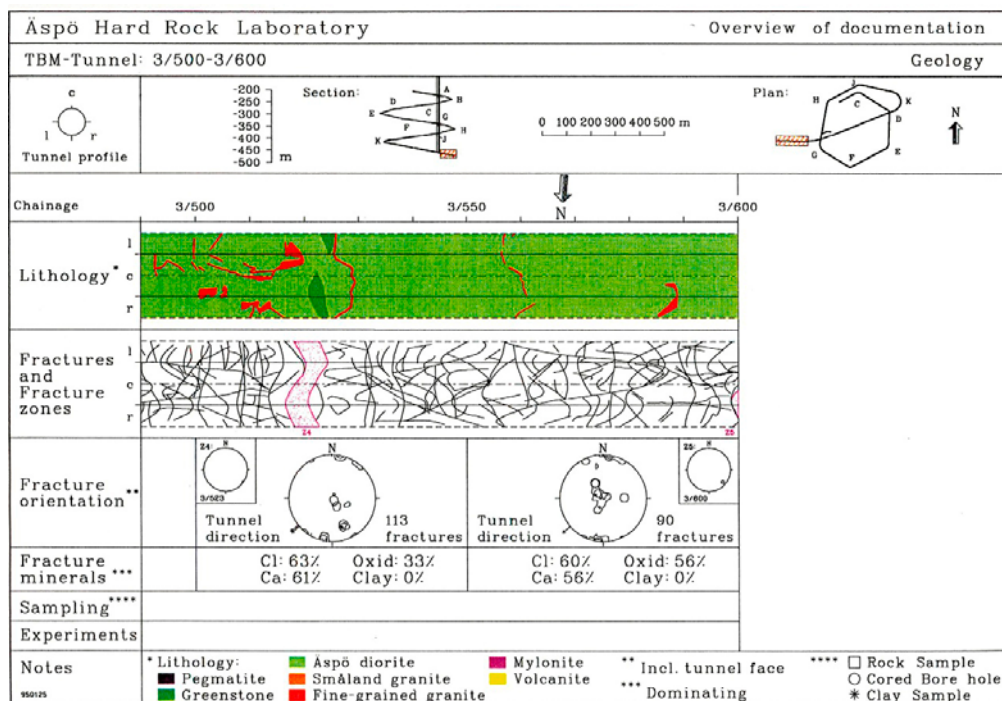 Äspö Hard Rock Laboratory
Overview of documentation
TBM-Tunnel: 3/500-3/600
Geology
c
l r
Tunnel profile
-200
-250
-300
-350
-400
-450
-500 m
Section:
A
B
D
E
C
G
F
H
K
J
0 100 200 300 400 500 m
Plan:
J
H
C
K
D
G
E
F
N
Chainage
3/500 3/550 3/600
N
Lithology *
l
c
r
Fractures and Fracture zones
l
c
r
24 25
Fracture orientation **
24: N
3/523
N
Tunnel direction
113 fractures
N
Tunnel direction
90 fractures
25: N
3/600
Fracture minerals ***
Cl: 63% Oxid: 33%
Ca: 61% Clay: 0%
Cl: 60% Oxid: 56%
Ca: 56% Clay: 0%
Sampling ****
Experiments
Notes
950125
* Lithology:
Pegmatite
Greenstone
Äspö diorite
Småland granite
Fine-grained granite
Mylonite
Volcanite
** Incl. tunnel face
*** Dominating
**** Rock Sample
Cored Bore hole
Clay Sample